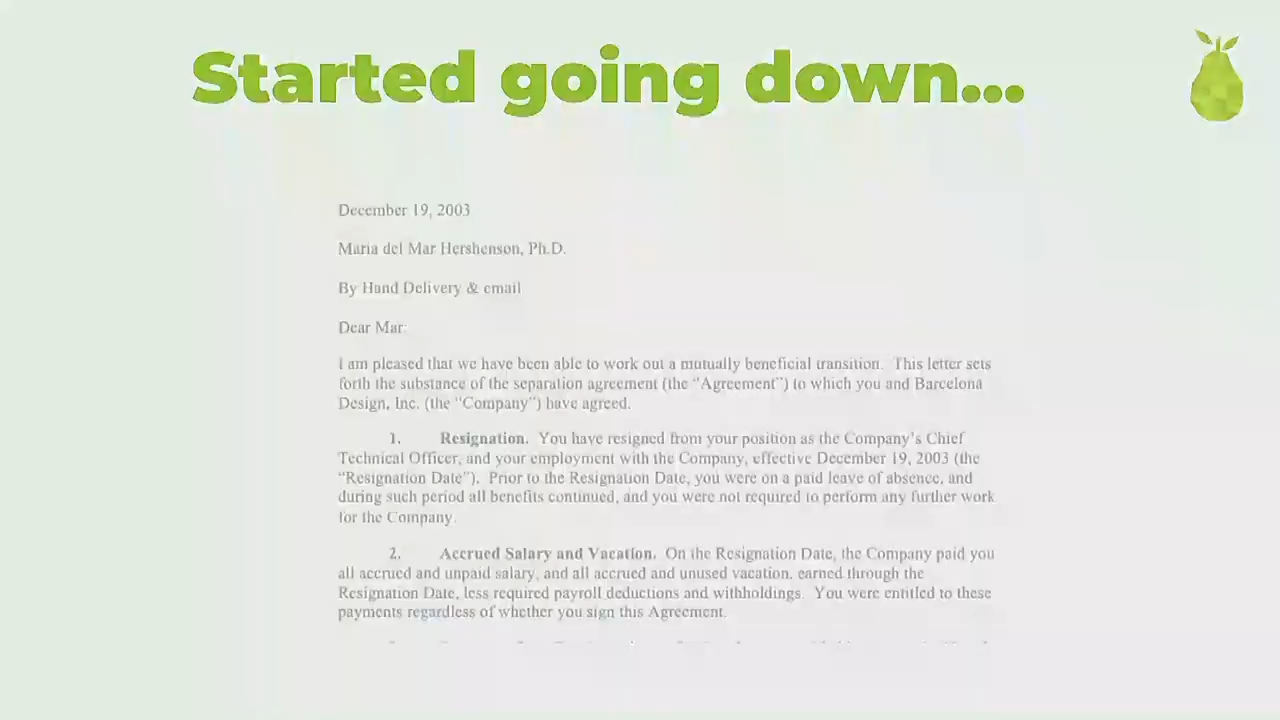 Started going down...
December 19, 2003
Maria del Mar Hershenson, Ph.D.
By Hand Delivery & email
Dear Mar:
I am pleased that we have been able to work out a mutually beneficial transition. This letter sets
forth the substance of the separation agreement (the "Agreement") to which you and Barcelona
Design, Inc. (the "Company") have agreed.
1. Resignation. You have resigned from your position as the Company's Chief
Technical Officer, and your employment with the Company, effective December 19, 2003 (the
"Resignation Date"). Prior to the Resignation Date, you were on a paid leave of absence, and
during such period all benefits continued, and you were not required to perform any further work
for the Company.
2. Accrued Salary and Vacation. On the Resignation Date, the Company paid you
all accrued and unpaid salary, and all accrued and unused vacation, earned through the
Resignation Date, less required payroll deductions and withholdings. You were entitled to these
payments regardless of whether you sign this Agreement.